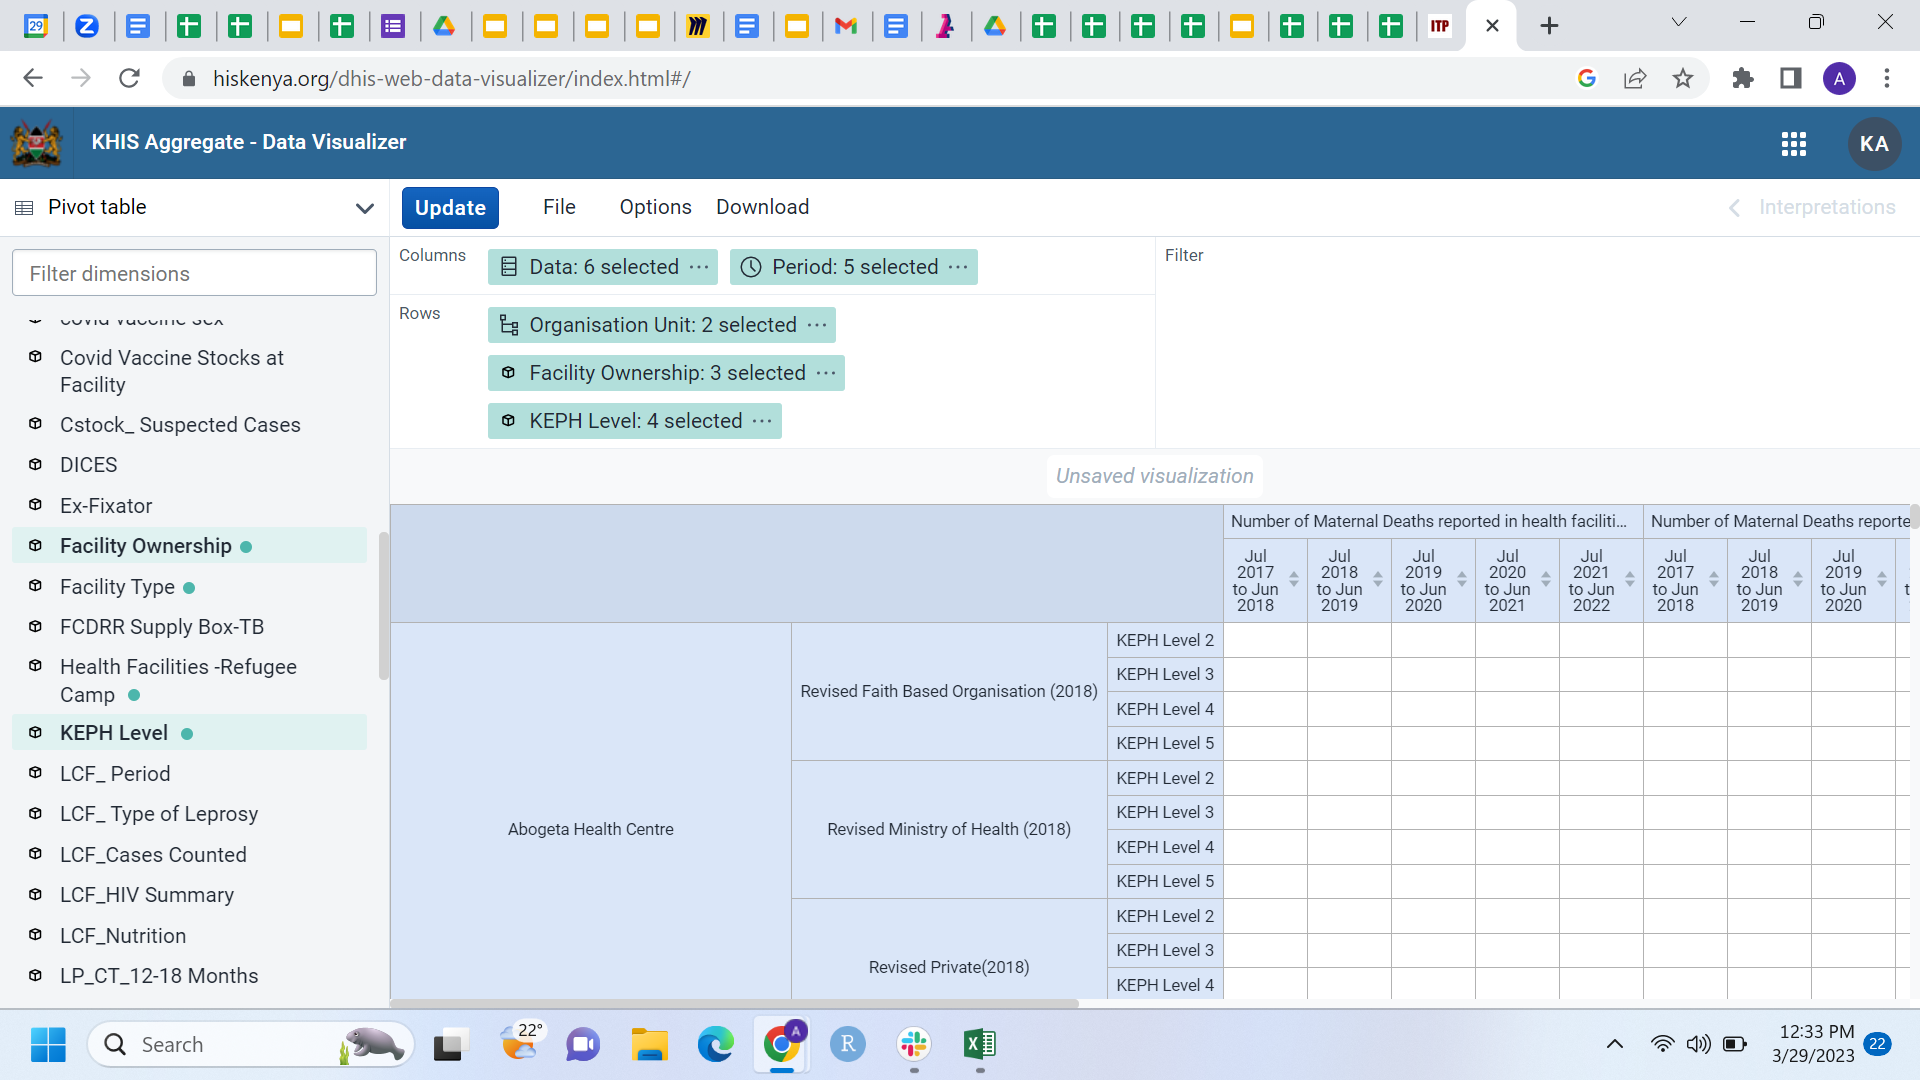 29
Z
ITP
hiskenya.org/dhis-web-data-visualizer/index.html#/
A
KHIS Aggregate - Data Visualizer
KA
Pivot table
Update
File
Options
Download
Interpretations
Filter dimensions
Columns
Data: 6 selected
Period: 5 selected
Filter
Rows
Organisation Unit: 2 selected
Facility Ownership: 3 selected
KEPH Level: 4 selected
covid vaccine sex
Covid Vaccine Stocks at
Facility
Cstock_ Suspected Cases
DICES
Ex-Fixator
Facility Ownership
Facility Type
FCDRR Supply Box-TB
Health Facilities -Refugee
Camp
KEPH Level
LCF_ Period
LCF_ Type of Leprosy
LCF_Cases Counted
LCF_HIV Summary
LCF_Nutrition
LP_CT_12-18 Months
Unsaved visualization
Number of Maternal Deaths reported in health faciliti...
Number of Maternal Deaths reporte
Jul 2017 to Jun 2018
Jul 2018 to Jun 2019
Jul 2019 to Jun 2020
Jul 2020 to Jun 2021
Jul 2021 to Jun 2022
Jul 2017 to Jun 2018
Jul 2018 to Jun 2019
Jul 2019 to Jun 2020
Abogeta Health Centre
Revised Faith Based Organisation (2018)
KEPH Level 2
KEPH Level 3
KEPH Level 4
KEPH Level 5
Revised Ministry of Health (2018)
KEPH Level 2
KEPH Level 3
KEPH Level 4
KEPH Level 5
Revised Private(2018)
KEPH Level 2
KEPH Level 3
KEPH Level 4
Search
22°
A
R
12:33 PM
3/29/2023
22